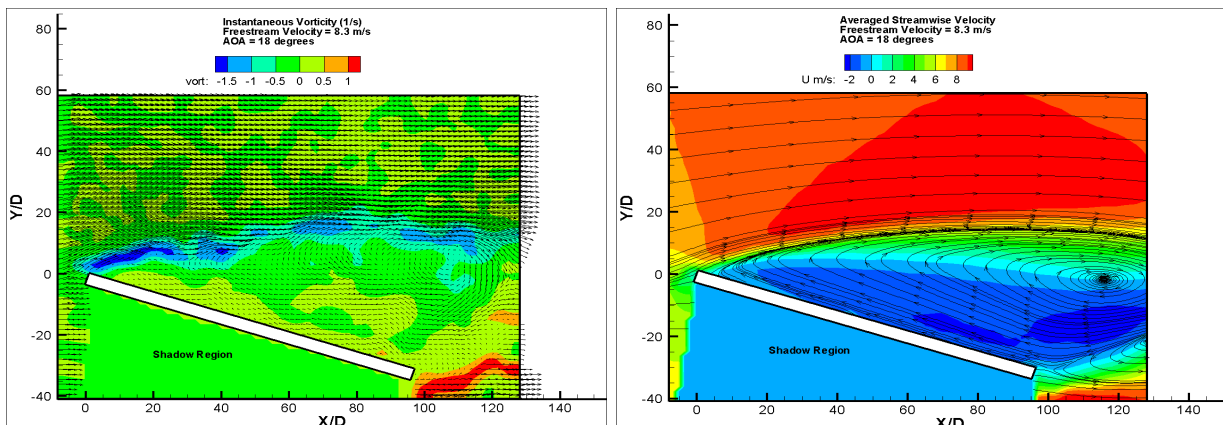 Instantaneous Vorticity (1/s)
Freestream Velocity = 8.3 m/s
AOA = 18 degrees
vort: -1.5 -1 -0.5 0 0.5 1
80
60
40
20
0
-20
-40
Y/D
Shadow Region
0 20 40 60 80 100 120 140
X/D
Averaged Streamwise Velocity
Freestream Velocity = 8.3 m/s
AOA = 18 degrees
U m/s: -2 0 2 4 6 8
80
60
40
20
0
-20
-40
Y/D
Shadow Region
0 20 40 60 80 100 120 140
X/D